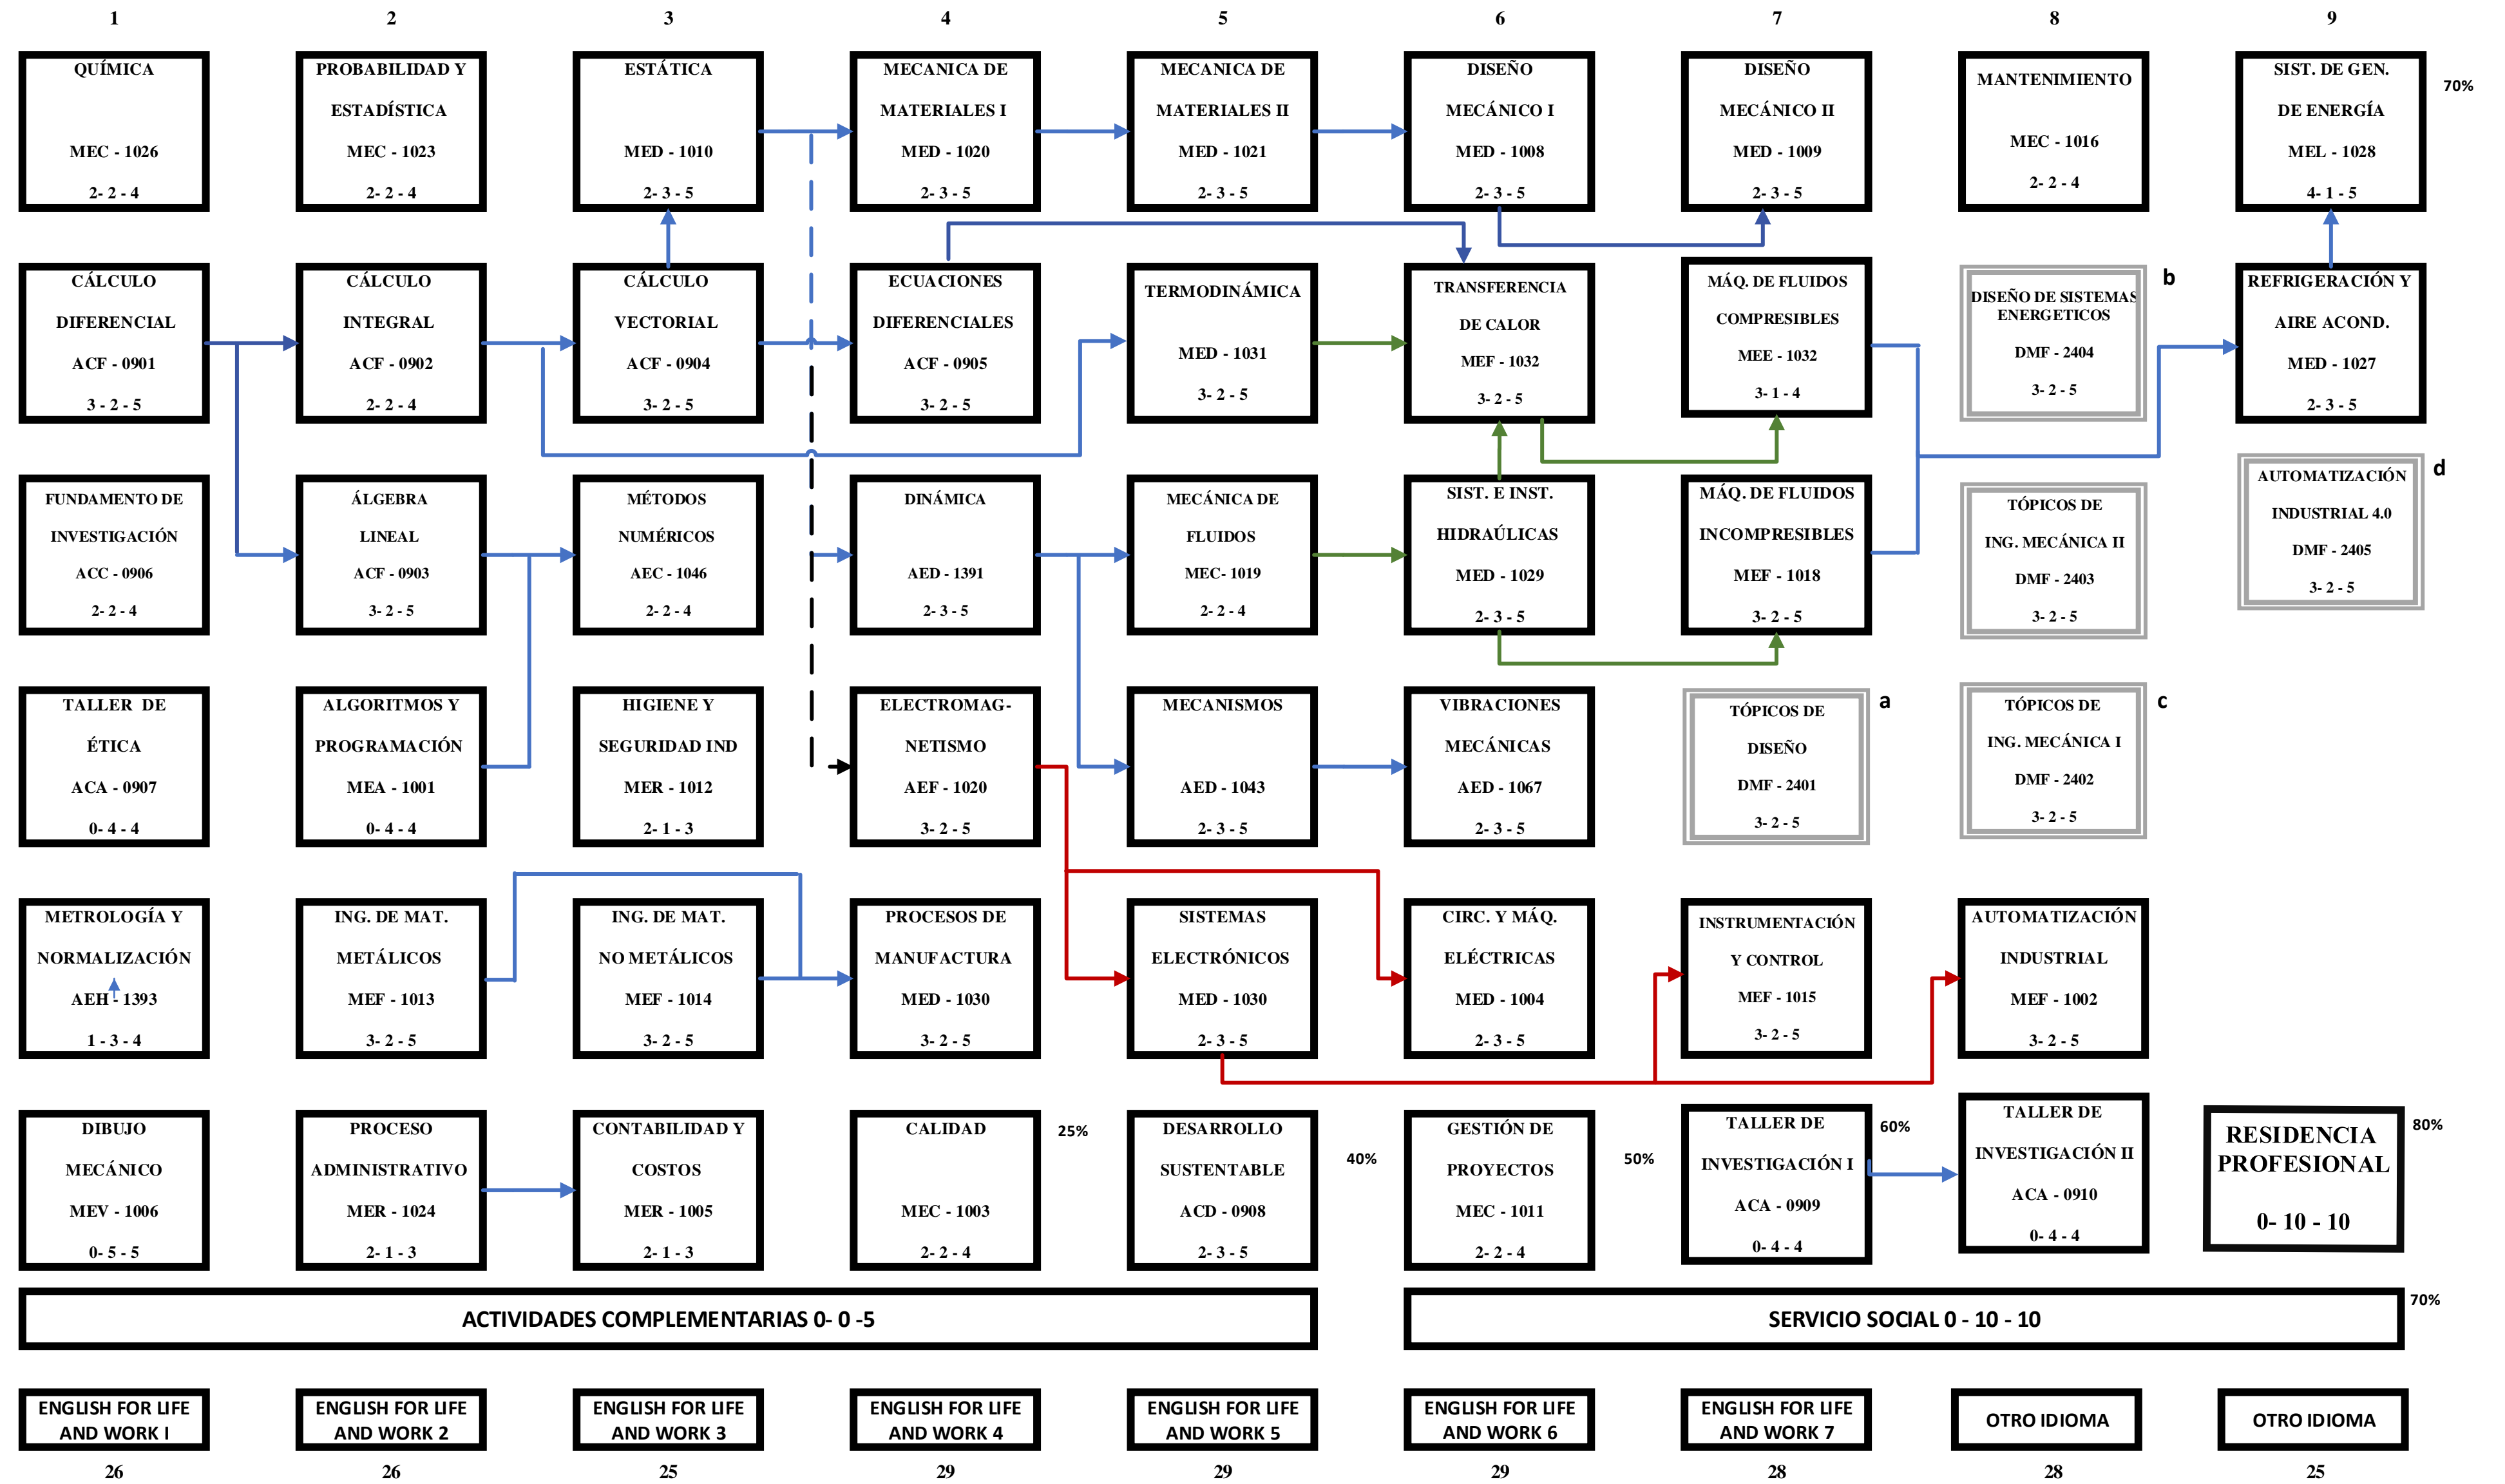 1
2
3
4
5
6
7
8
9
QUÍMICA
MEC - 1026
2- 2 - 4
PROBABILIDAD Y
ESTADÍSTICA
MEC - 1023
2- 2 - 4
ESTÁTICA
MED - 1010
2- 3 - 5
MECANICA DE
MATERIALES I
MED - 1020
2- 3 - 5
MECANICA DE
MATERIALES II
MED - 1021
2- 3 - 5
DISEÑO
MECÁNICO I
MED - 1008
2- 3 - 5
DISEÑO
MECÁNICO II
MED - 1009
2- 3 - 5
MANTENIMIENTO
MEC - 1016
2- 2 - 4
SIST. DE GEN.
DE ENERGÍA
MEL - 1028
4- 1 - 5
70%
CÁLCULO
DIFERENCIAL
ACF - 0901
3 - 2 - 5
CÁLCULO
INTEGRAL
ACF - 0902
2- 2 - 4
CÁLCULO
VECTORIAL
ACF - 0904
3- 2 - 5
ECUACIONES
DIFERENCIALES
ACF - 0905
3- 2 - 5
TERMODINÁMICA
MED - 1031
3- 2 - 5
TRANSFERENCIA
DE CALOR
MEF - 1032
3- 2 - 5
MÁQ. DE FLUIDOS
COMPRESIBLES
MEE - 1032
3- 1 - 4
b
DISEÑO DE SISTEMAS
ENERGETICOS
DMF - 2404
3- 2 - 5
REFRIGERACIÓN Y
AIRE ACOND.
MED - 1027
2- 3 - 5
FUNDAMENTO DE
INVESTIGACIÓN
ACC - 0906
2- 2 - 4
ÁLGEBRA
LINEAL
ACF - 0903
3- 2 - 5
MÉTODOS
NUMÉRICOS
AEC - 1046
2- 2 - 4
DINÁMICA
AED - 1391
2- 3 - 5
MECÁNICA DE
FLUIDOS
MEC- 1019
2- 2 - 4
SIST. E INST.
HIDRAÚLICAS
MED - 1029
2- 3 - 5
MÁQ. DE FLUIDOS
INCOMPRESIBLES
MEF - 1018
3- 2 - 5
TÓPICOS DE
ING. MECÁNICA II
DMF - 2403
3- 2 - 5
d
AUTOMATIZACIÓN
INDUSTRIAL 4.0
DMF - 2405
3- 2 - 5
TALLER DE
ÉTICA
ACA - 0907
0- 4 - 4
ALGORITMOS Y
PROGRAMACIÓN
MEA - 1001
0- 4 - 4
HIGIENE Y
SEGURIDAD IND
MER - 1012
2- 1 - 3
ELECTROMAG-
NETISMO
AEF - 1020
3- 2 - 5
MECANISMOS
AED - 1043
2- 3 - 5
VIBRACIONES
MECÁNICAS
AED - 1067
2- 3 - 5
a
TÓPICOS DE
DISEÑO
DMF - 2401
3- 2 - 5
c
TÓPICOS DE
ING. MECÁNICA I
DMF - 2402
3- 2 - 5
METROLOGÍA Y
NORMALIZACIÓN
AEH - 1393
1 - 3 - 4
ING. DE MAT.
METÁLICOS
MEF - 1013
3- 2 - 5
ING. DE MAT.
NO METÁLICOS
MEF - 1014
3- 2 - 5
PROCESOS DE
MANUFACTURA
MED - 1030
3- 2 - 5
SISTEMAS
ELECTRÓNICOS
MED - 1030
2- 3 - 5
CIRC. Y MÁQ.
ELÉCTRICAS
MED - 1004
2- 3 - 5
INSTRUMENTACIÓN
Y CONTROL
MEF - 1015
3- 2 - 5
AUTOMATIZACIÓN
INDUSTRIAL
MEF - 1002
3- 2 - 5
DIBUJO
MECÁNICO
MEV - 1006
0- 5 - 5
PROCESO
ADMINISTRATIVO
MER - 1024
2- 1 - 3
CONTABILIDAD Y
COSTOS
MER - 1005
2- 1 - 3
CALIDAD
MEC - 1003
2- 2 - 4
25%
DESARROLLO
SUSTENTABLE
ACD - 0908
2- 3 - 5
40%
GESTIÓN DE
PROYECTOS
MEC - 1011
2- 2 - 4
50%
TALLER DE
INVESTIGACIÓN I
ACA - 0909
0- 4 - 4
60%
TALLER DE
INVESTIGACIÓN II
ACA - 0910
0- 4 - 4
RESIDENCIA
PROFESIONAL
0- 10 - 10
80%
ACTIVIDADES COMPLEMENTARIAS 0- 0 -5
SERVICIO SOCIAL 0 - 10 - 10
70%
ENGLISH FOR LIFE
AND WORK I
ENGLISH FOR LIFE
AND WORK 2
ENGLISH FOR LIFE
AND WORK 3
ENGLISH FOR LIFE
AND WORK 4
ENGLISH FOR LIFE
AND WORK 5
ENGLISH FOR LIFE
AND WORK 6
ENGLISH FOR LIFE
AND WORK 7
OTRO IDIOMA
OTRO IDIOMA
26
26
25
29
29
29
28
28
25